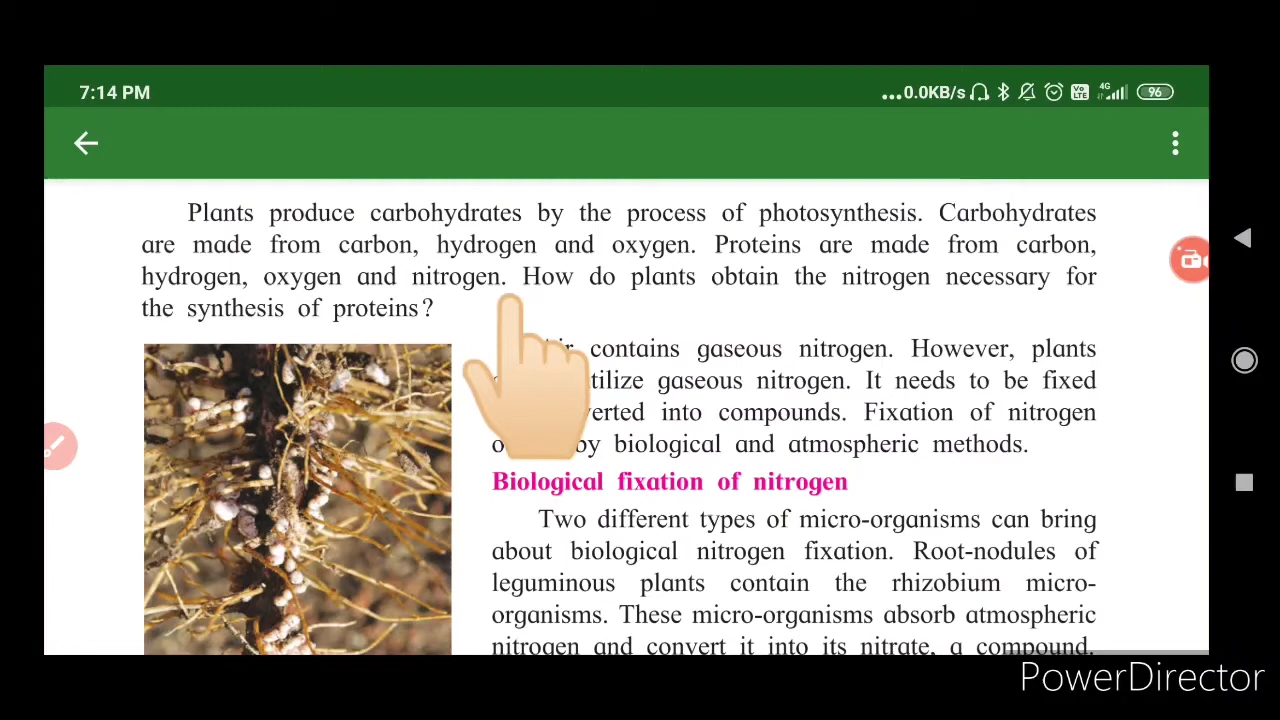 7:14 PM
...0.0KB/s Vo LTE 4G 96
Plants produce carbohydrates by the process of photosynthesis. Carbohydrates
are made from carbon, hydrogen and oxygen. Proteins are made from carbon,
hydrogen, oxygen and nitrogen. How do plants obtain the nitrogen necessary for
the synthesis of proteins?
contains gaseous nitrogen. However, plants
gaseous nitrogen. It needs to be fixed
into compounds. Fixation of nitrogen
by biological and atmospheric methods.
Biological fixation of nitrogen
Two different types of micro-organisms can bring
about biological nitrogen fixation. Root-nodules of
leguminous plants contain the rhizobium micro-
organisms. These micro-organisms absorb atmospheric
nitrogen and convert it into its nitrate, a compound.
PowerDirector